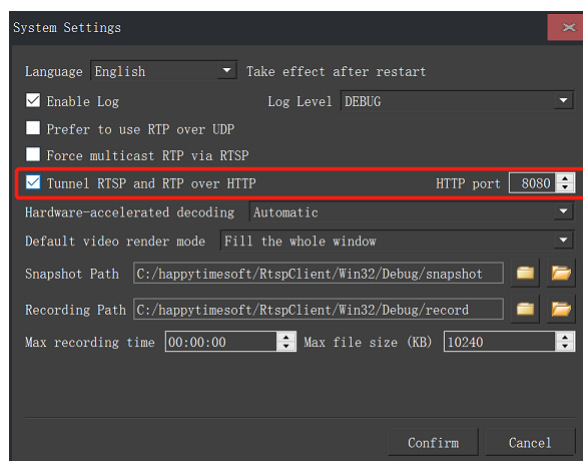 System Settings
Language English Take effect after restart
Enable Log Log Level DEBUG
Prefer to use RTP over UDP
Force multicast RTP via RTSP
Tunnel RTSP and RTP over HTTP HTTP port 8080
Hardware-accelerated decoding Automatic
Default video render mode Fill the whole window
Snapshot Path C:/happytimesoft/RtspClient/Win32/Debug/snapshot
Recording Path C:/happytimesoft/RtspClient/Win32/Debug/record
Max recording time 00:00:00 Max file size (KB) 10240
Confirm Cancel